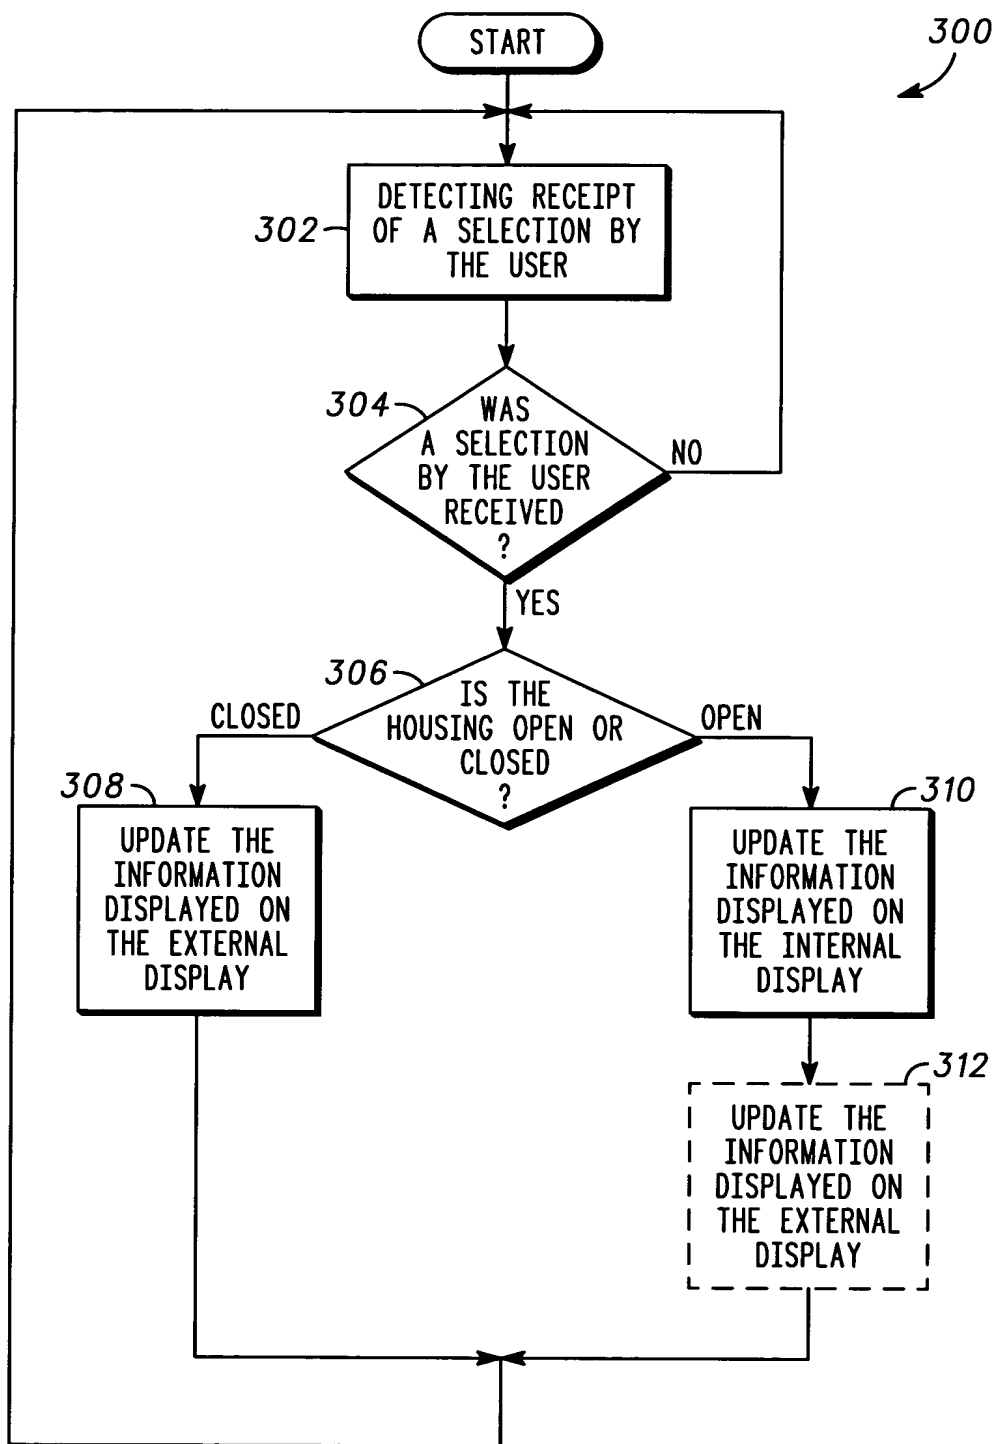 START
300
DETECTING RECEIPT
OF A SELECTION BY
THE USER
302
304
WAS
A SELECTION
BY THE USER
RECEIVED
?
NO
YES
306
IS THE
HOUSING OPEN OR
CLOSED
?
CLOSED
OPEN
308
UPDATE THE
INFORMATION
DISPLAYED ON
THE EXTERNAL
DISPLAY
310
UPDATE THE
INFORMATION
DISPLAYED ON
THE INTERNAL
DISPLAY
312
UPDATE THE
INFORMATION
DISPLAYED ON
THE EXTERNAL
DISPLAY